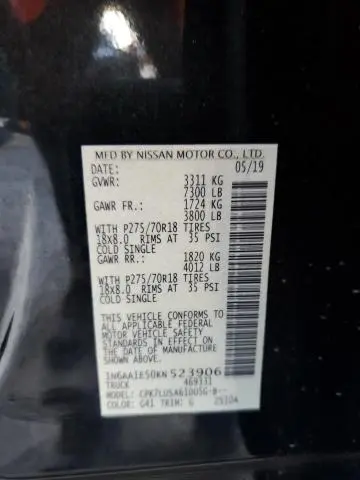 MFD BY NISSAN MOTOR CO., LTD.
DATE: 05/19
GVWR: 3311 KG
7300 LB
GAWR FR.: 1724 KG
3800 LB
WITH P275/70R18 TIRES
18X8.0 RIMS AT 35 PSI
COLD SINGLE
GAWR RR.: 1820 KG
4012 LB
WITH P275/70R18 TIRES
18X8.0 RIMS AT 35 PSI
COLD SINGLE
THIS VEHICLE CONFORMS TO
ALL APPLICABLE FEDERAL
MOTOR VEHICLE SAFETY
STANDARDS IN EFFECT ON
THE DATE OF MANUFACTURE
SHOWN ABOVE.
1N6AA1E50KN 523906
TRUCK 469331
MODEL:
COLOR: G41 TRIM: G